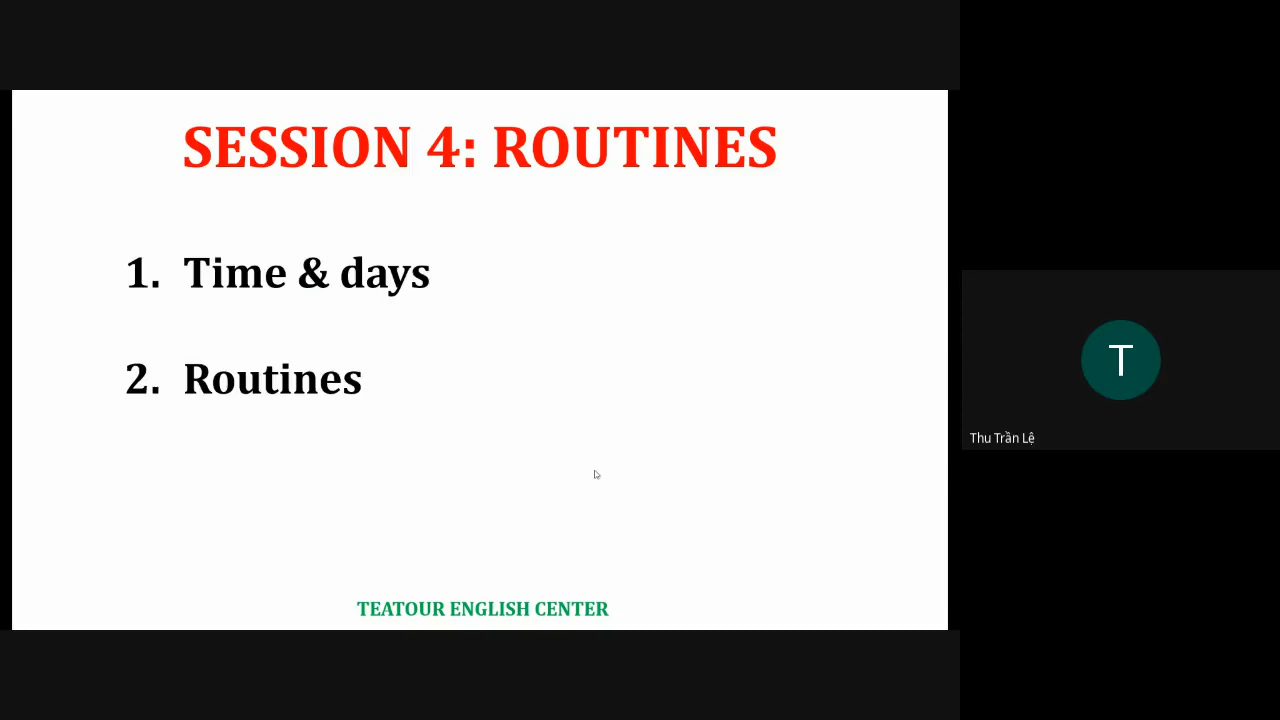 SESSION 4: ROUTINES
1. Time & days
2. Routines
TEATOUR ENGLISH CENTER
T
Thu Trần Lệ